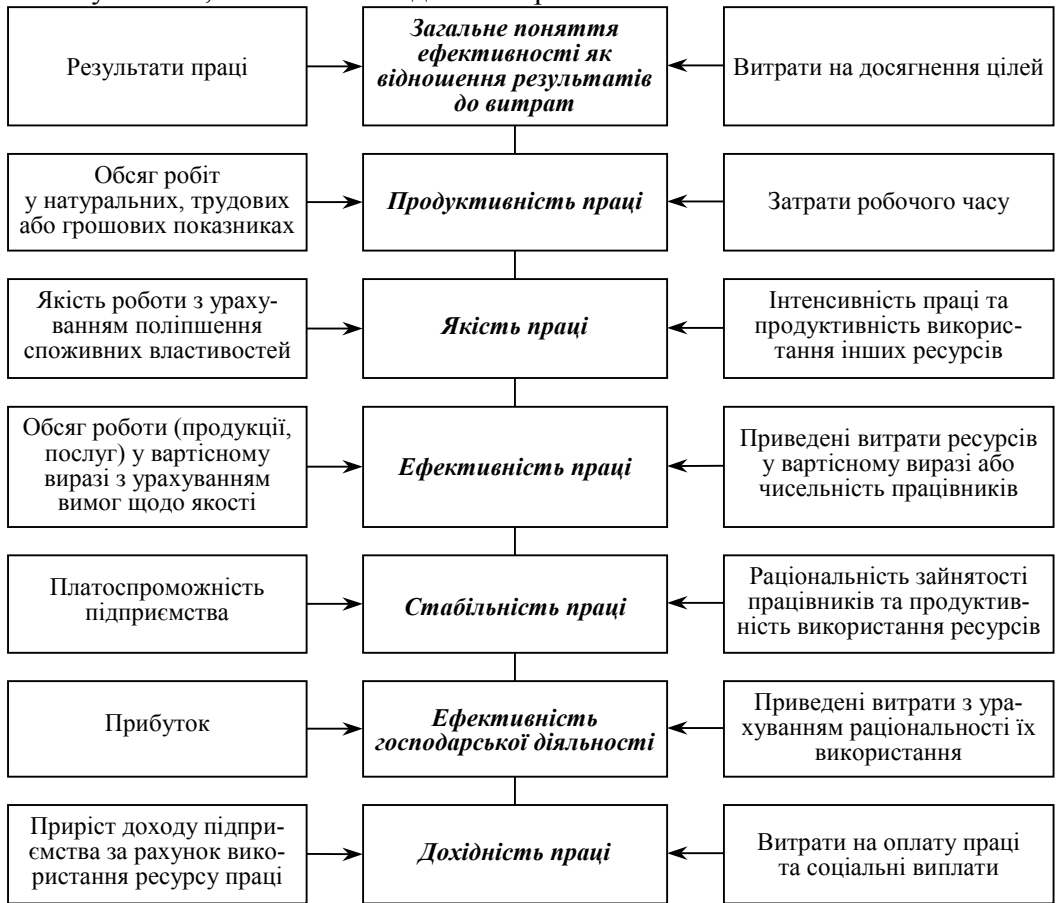 Результати праці
Загальне поняття
ефективності як
відношення результатів
до витрат
Витрати на досягнення цілей
Обсяг робіт
у натуральних, трудових
або грошових показниках
Продуктивність праці
Затрати робочого часу
Якість роботи з ураху-
ванням поліпшення
споживних властивостей
Якість праці
Інтенсивність праці та
продуктивність викорис-
тання інших ресурсів
Обсяг роботи (продукції,
послуг) у вартісному
виразі з урахуванням
вимог щодо якості
Ефективність праці
Приведені витрати ресурсів
у вартісному виразі або
чисельність працівників
Платоспроможність
підприємства
Стабільність праці
Раціональність зайнятості
працівників та продуктив-
ність використання ресурсів
Прибуток
Ефективність
господарської діяльності
Приведені витрати з ура-
хуванням раціональності їх
використання
Приріст доходу підпри-
ємства за рахунок вико-
ристання ресурсу праці
Дохідність праці
Витрати на оплату праці
та соціальні виплати